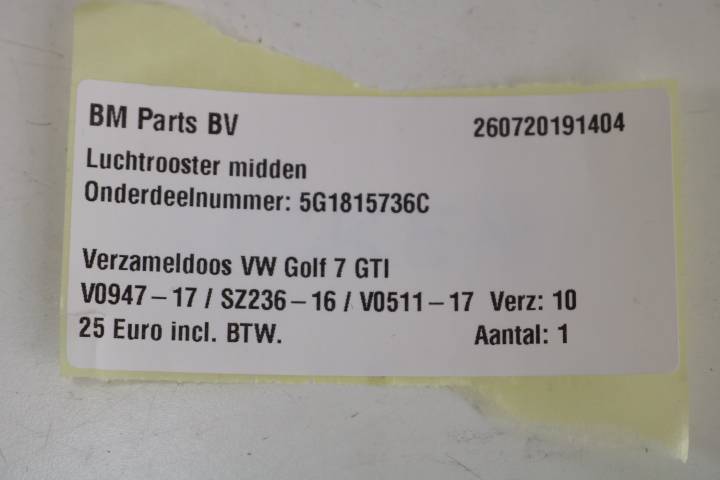 BM Parts BV 260720191404
Luchtrooster midden
Onderdeelnummer: 5G1815736C
Verzameldoos VW Golf 7 GTI
V0947-17 / SZ236-16 / V0511-17 Verz: 10
25 Euro incl. BTW. Aantal: 1